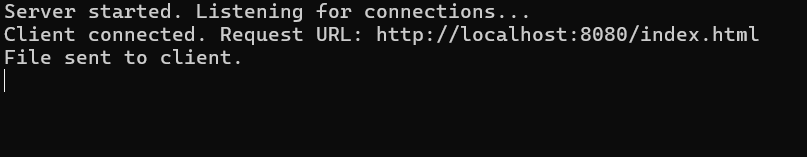 Server started. Listening for connections...
Client connected. Request URL: http://localhost:8080/index.html
File sent to client.